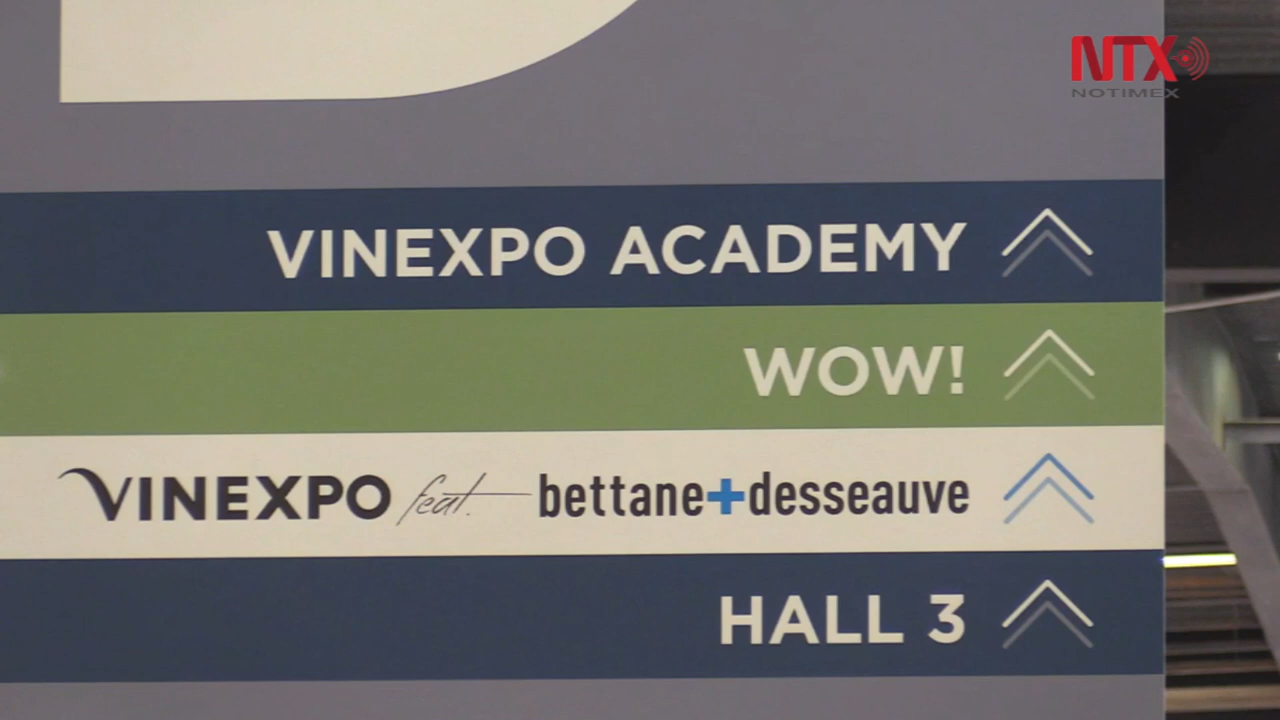 NTX
NOTIMEX
VINEXPO ACADEMY
WOW!
VINEXPO feat. bettane+desseauve
HALL 3